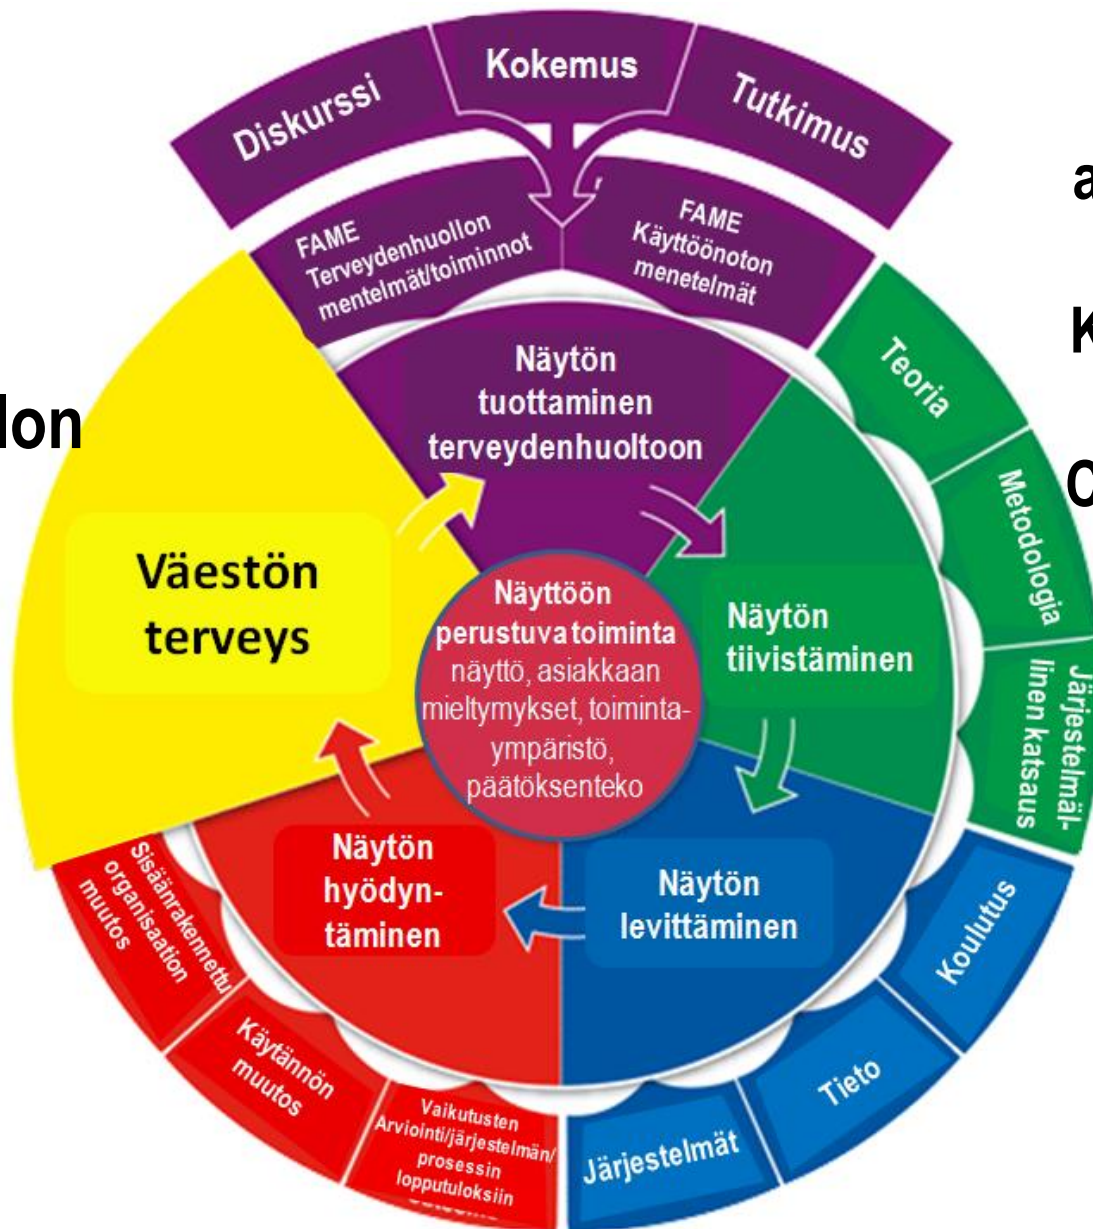 Diskurssi
Kokemus
Tutkimus
FAME
Terveydenhuollon
mentelmät/toiminnot
FAME
Käyttöönoton
menetelmät
Näytön
tuottaminen
terveydenhuoltoon
Teoria
Metodologia
Järjestelmäl-
linen katsaus
Näytön
tiivistäminen
Väestön
terveys
Näyttöön
perustuva toiminta
näyttö, asiakkaan
mieltymykset, toiminta-
ympäristö,
päätöksenteko
Näytön
hyödyn-
täminen
Näytön
levittäminen
Koulutus
Tieto
Järjestelmät
Sisäänrakennettu
organisaation
muutos
Käytännön
muutos
Vaikutusten
Arviointi/järjestelmän/
prosessin
lopputuloksiin